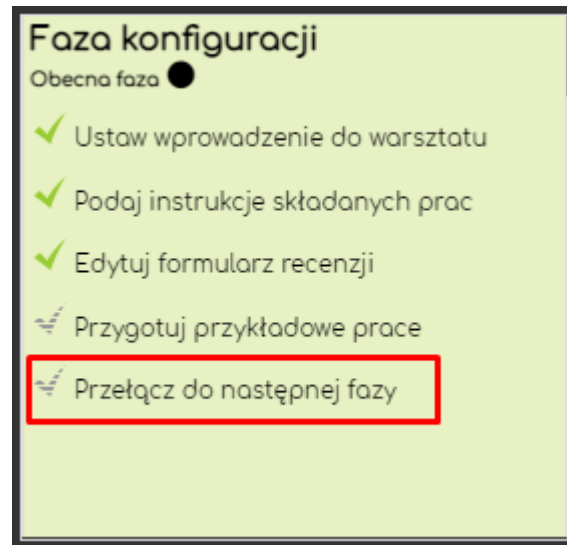 Faza konfiguracji
Obecna faza
Ustaw wprowadzenie do warsztatu
Podaj instrukcje składanych prac
Edytuj formularz recenzji
Przygotuj przykładowe prace
Przełącz do następnej fazy